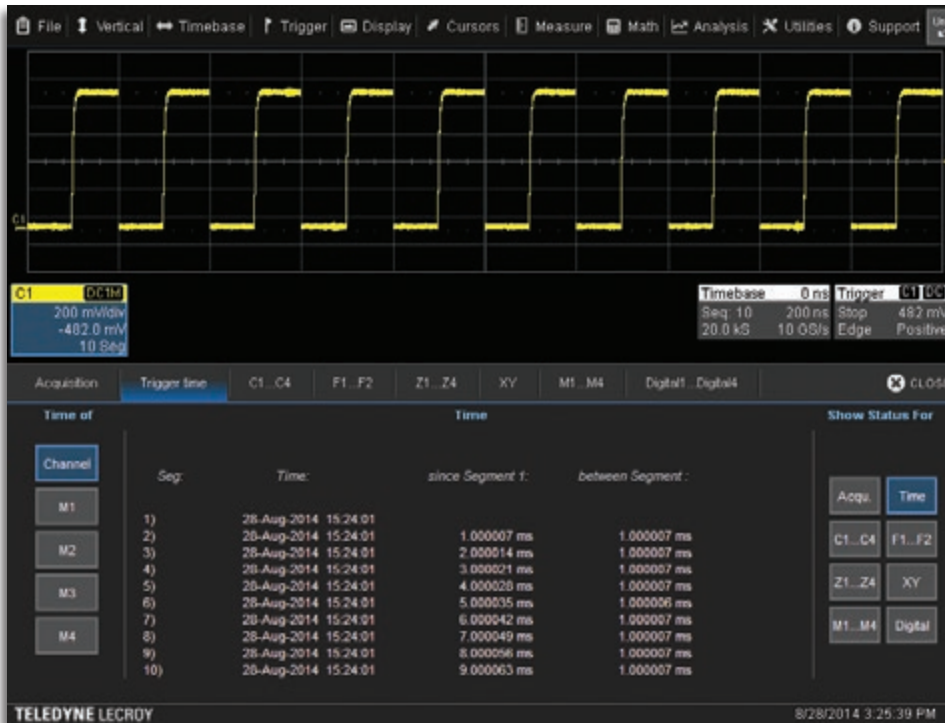 File Vertical Timebase Trigger Display Cursors Measure Math Analysis Utilities Support
C1
C1 DC1M
200 mV/div
-482.0 mV
10 Seg
Timebase 0 ns
Seq: 10 200 ns
20.0 kS 10 GS/s
Trigger C1 DC
Stop 482 mV
Edge Positive
Acquisition Trigger time C1...C4 F1...F2 Z1...Z4 XY M1...M4 Digital1...Digital4 CLOSE
Time of Time Show Status For
Channel
M1
M2
M3
M4
Seg: Time: since Segment 1: between Segment :
1) 28-Aug-2014 15:24:01
2) 28-Aug-2014 15:24:01 1.000007 ms 1.000007 ms
3) 28-Aug-2014 15:24:01 2.000014 ms 1.000007 ms
4) 28-Aug-2014 15:24:01 3.000021 ms 1.000007 ms
5) 28-Aug-2014 15:24:01 4.000028 ms 1.000007 ms
6) 28-Aug-2014 15:24:01 5.000035 ms 1.000006 ms
7) 28-Aug-2014 15:24:01 6.000042 ms 1.000007 ms
8) 28-Aug-2014 15:24:01 7.000049 ms 1.000007 ms
9) 28-Aug-2014 15:24:01 8.000056 ms 1.000007 ms
10) 28-Aug-2014 15:24:01 9.000063 ms 1.000007 ms
Acqu. Time
C1...C4 F1...F2
Z1...Z4 XY
M1...M4 Digital
TELEDYNE LECROY 8/28/2014 3:25:39 PM